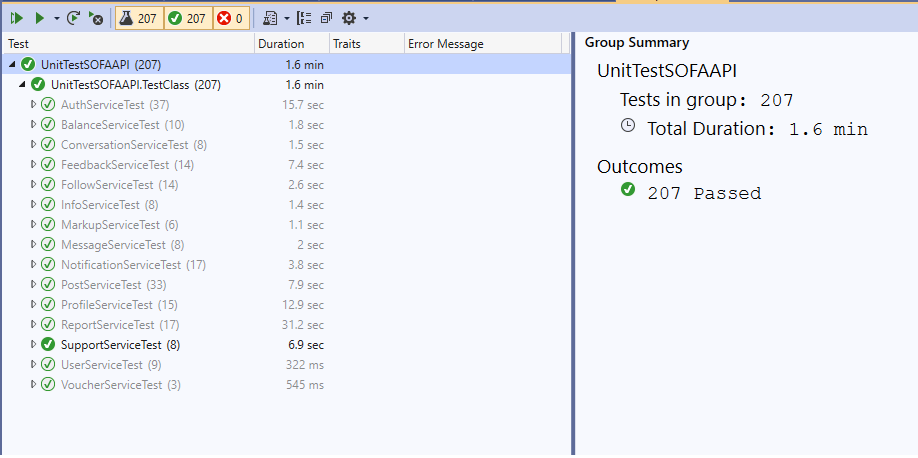 207 207 0
Test Duration Traits Error Message
UnitTestSOFAAPI (207) 1.6 min
UnitTestSOFAAPI.TestClass (207) 1.6 min
AuthServiceTest (37) 15.7 sec
BalanceServiceTest (10) 1.8 sec
ConversationServiceTest (8) 1.5 sec
FeedbackServiceTest (14) 7.4 sec
FollowServiceTest (14) 2.6 sec
InfoServiceTest (8) 1.4 sec
MarkupServiceTest (6) 1.1 sec
MessageServiceTest (8) 2 sec
NotificationServiceTest (17) 3.8 sec
PostServiceTest (33) 7.9 sec
ProfileServiceTest (15) 12.9 sec
ReportServiceTest (17) 31.2 sec
SupportServiceTest (8) 6.9 sec
UserServiceTest (9) 322 ms
VoucherServiceTest (3) 545 ms
Group Summary
UnitTestSOFAAPI
Tests in group: 207
Total Duration: 1.6 min
Outcomes
207 Passed